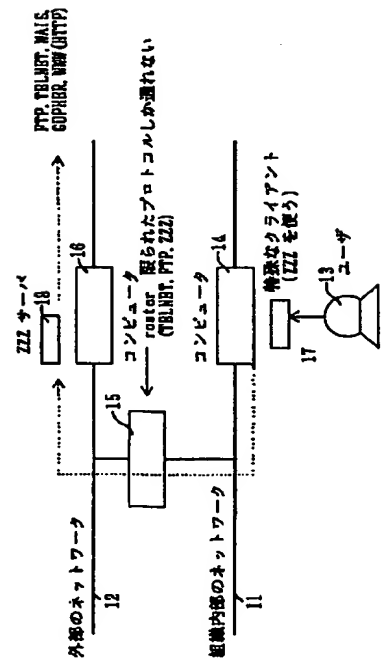 FTP, TELNET, WAIS,
GOPHER, WWW(HTTP)
ZZZ サーバ
18
16
コンピュータ
外部のネットワーク
12
15
router 限られたプロトコルしか通れない
(TELNET, FTP, ZZZ)
14
コンピュータ
組織内部のネットワーク
11
特殊なクライアント
(ZZZ を使う)
17
13
ユーザ